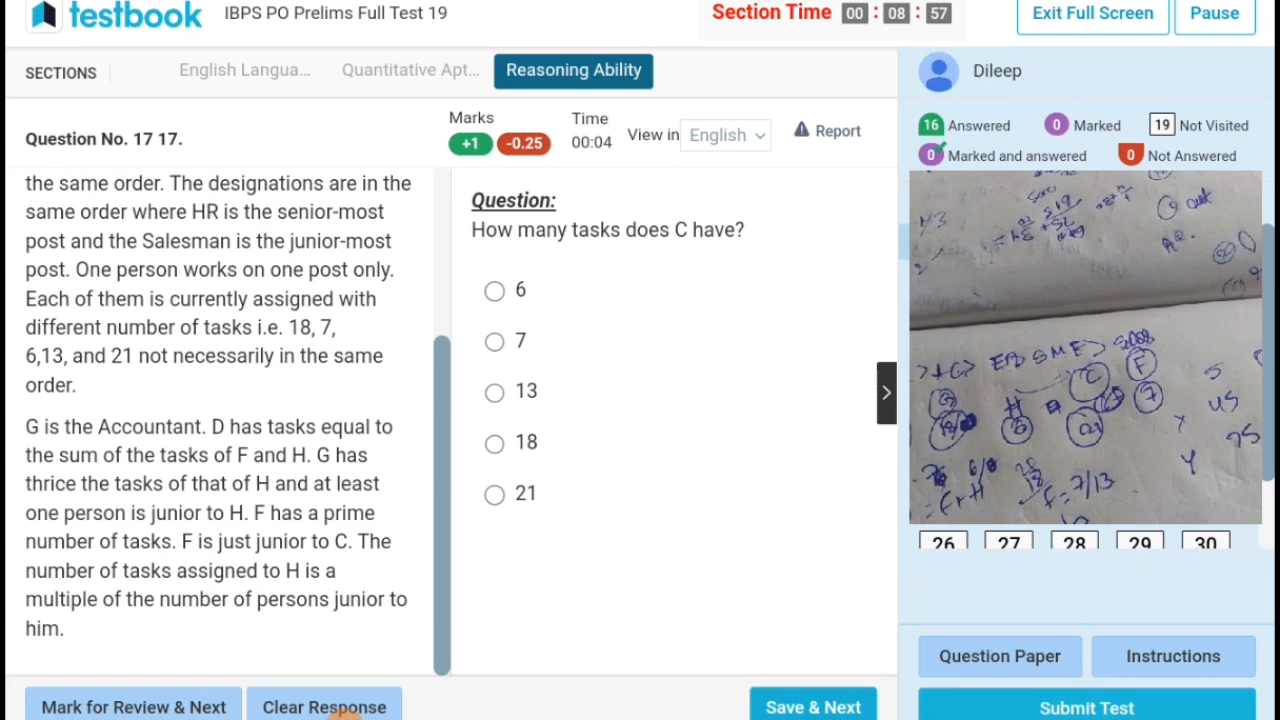 testbook
IBPS PO Prelims Full Test 19
Section Time 00 : 08 : 57
Exit Full Screen
Pause
SECTIONS
English Langua...
Quantitative Apt...
Reasoning Ability
Dileep
Question No. 17 17.
Marks
+1 -0.25
Time
00:04
View in English
Report
16 Answered
0 Marked
19 Not Visited
0 Marked and answered
0 Not Answered
the same order. The designations are in the
same order where HR is the senior-most
post and the Salesman is the junior-most
post. One person works on one post only.
Each of them is currently assigned with
different number of tasks i.e. 18, 7,
6,13, and 21 not necessarily in the same
order.
G is the Accountant. D has tasks equal to
the sum of the tasks of F and H. G has
thrice the tasks of that of H and at least
one person is junior to H. F has a prime
number of tasks. F is just junior to C. The
number of tasks assigned to H is a
multiple of the number of persons junior to
him.
Question:
How many tasks does C have?
6
7
13
18
21
C
F
H
7
6
21
F = 7/13
26 27 28 29 30
Question Paper
Instructions
Mark for Review & Next
Clear Response
Save & Next
Submit Test